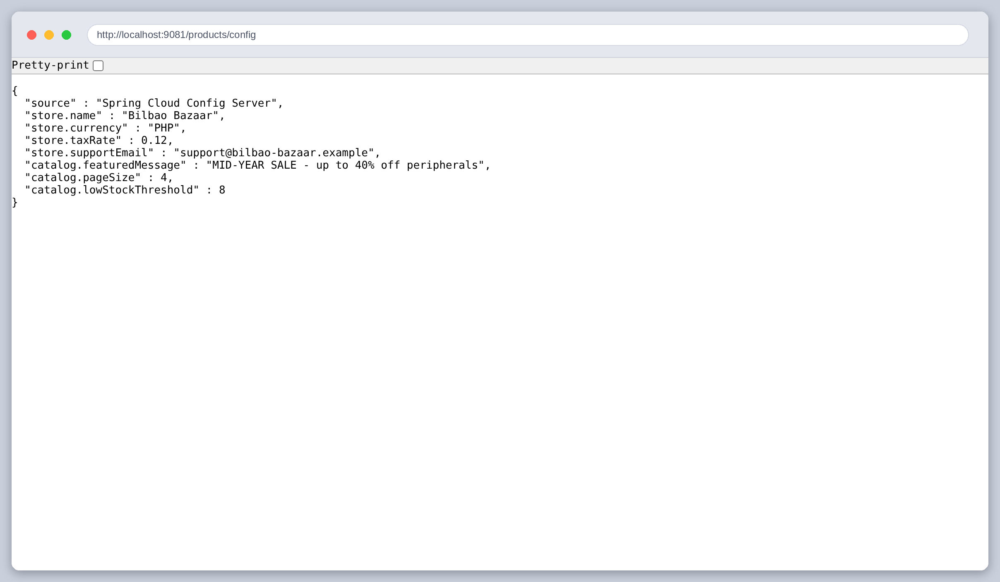 http://localhost:9081/products/config
Pretty-print
{
  "source" : "Spring Cloud Config Server",
  "store.name" : "Bilbao Bazaar",
  "store.currency" : "PHP",
  "store.taxRate" : 0.12,
  "store.supportEmail" : "support@bilbao-bazaar.example",
  "catalog.featuredMessage" : "MID-YEAR SALE - up to 40% off peripherals",
  "catalog.pageSize" : 4,
  "catalog.lowStockThreshold" : 8
}